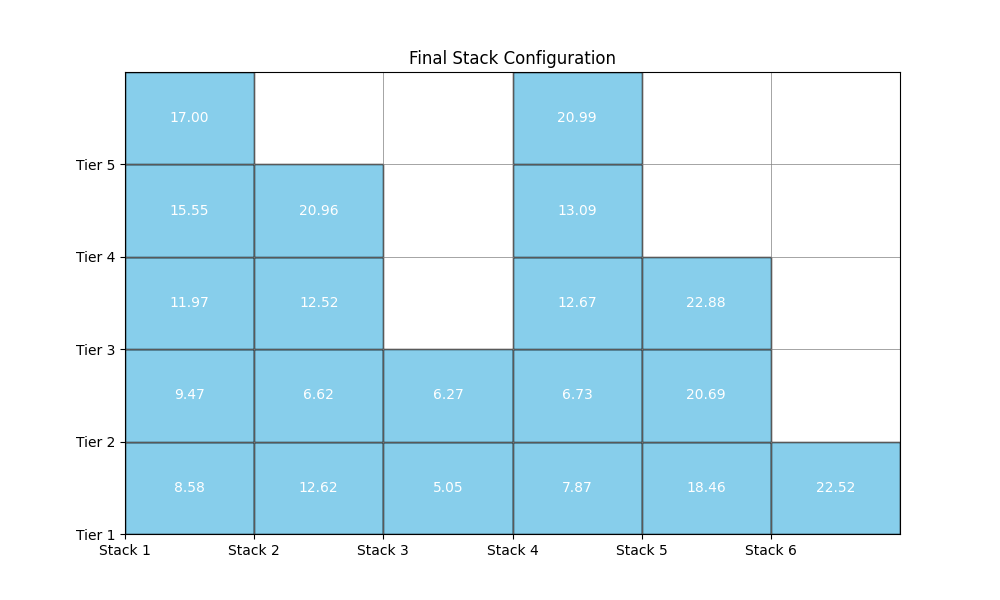 Final Stack Configuration
17.00 20.99
Tier 5
15.55 20.96 13.09
Tier 4
11.97 12.52 12.67 22.88
Tier 3
9.47 6.62 6.27 6.73 20.69
Tier 2
8.58 12.62 5.05 7.87 18.46 22.52
Tier 1
Stack 1 Stack 2 Stack 3 Stack 4 Stack 5 Stack 6